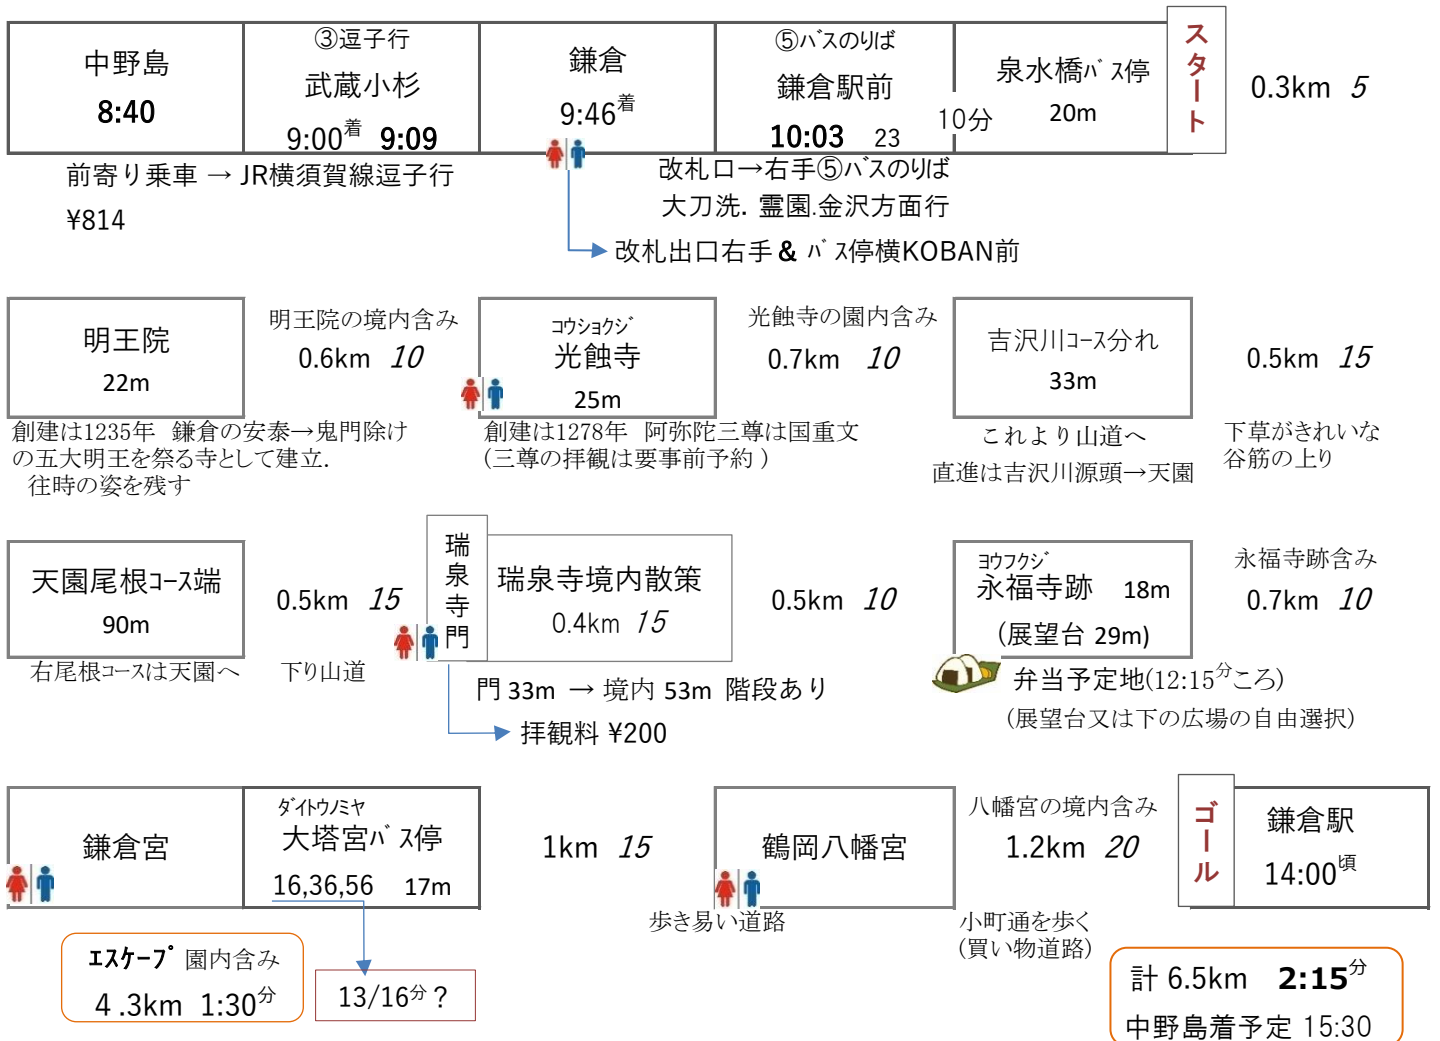 中野島
8:40
③逗子行
武蔵小杉
9:00着 9:09
鎌倉
9:46着
⑤バスのりば
鎌倉駅前
10:03 23
10分
泉水橋バス停
20m
スタート
0.3km 5
前寄り乗車 → JR横須賀線逗子行
¥814
改札口→右手⑤バスのりば
大刀洗. 霊園.金沢方面行
改札出口右手 & バス停横KOBAN前
明王院
22m
明王院の境内含み
0.6km 10
コウショクジ
光蝕寺
25m
光蝕寺の園内含み
0.7km 10
吉沢川コース分れ
33m
0.5km 15
創建は1235年 鎌倉の安泰→鬼門除け
の五大明王を祭る寺として建立.
往時の姿を残す
創建は1278年 阿弥陀三尊は国重文
(三尊の拝観は要事前予約)
これより山道へ
直進は吉沢川源頭→天園
下草がきれいな
谷筋の上り
天園尾根コース端
90m
0.5km 15
瑞泉寺門
瑞泉寺境内散策
0.4km 15
0.5km 10
ヨウフクジ
永福寺跡 18m
(展望台 29m)
永福寺跡含み
0.7km 10
右尾根コースは天園へ
下り山道
門 33m → 境内 53m 階段あり
拝観料 ¥200
弁当予定地(12:15分ころ)
(展望台又は下の広場の自由選択)
鎌倉宮
ダイトウノミヤ
大塔宮バス停
16,36,56 17m
1km 15
鶴岡八幡宮
八幡宮の境内含み
1.2km 20
ゴール
鎌倉駅
14:00頃
歩き易い道路
小町通を歩く
(買い物道路)
エスケープ 園内含み
4.3km 1:30分
13/16分?
計 6.5km 2:15分
中野島着予定 15:30